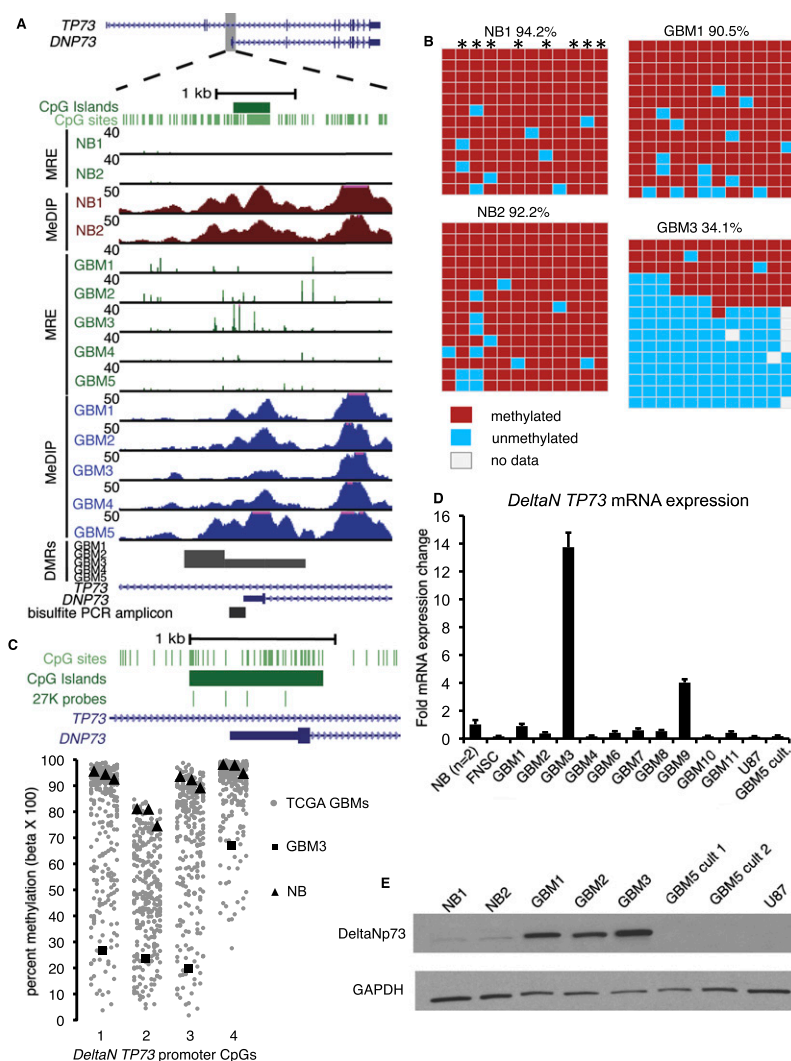 A
TP73
DNP73
1 kb
CpG Islands
CpG sites
MRE
40
NB1
40
NB2
MeDIP
50
NB1
50
NB2
MRE
40
GBM1
40
GBM2
40
GBM3
40
GBM4
40
GBM5
MeDIP
50
GBM1
50
GBM2
50
GBM3
50
GBM4
50
GBM5
DMRs
GBM1
GBM2
GBM3
GBM4
GBM5
TP73
DNP73
bisulfite PCR amplicon
B
NB1 94.2%
* * * * * * * *
GBM1 90.5%
NB2 92.2%
GBM3 34.1%
methylated
unmethylated
no data
C
1 kb
CpG sites
CpG Islands
27K probes
TP73
DNP73
percent methylation (beta X 100)
100
90
80
70
60
50
40
30
20
10
0
1 2 3 4
DeltaN TP73 promoter CpGs
TCGA GBMs
GBM3
NB
D
DeltaN TP73 mRNA expression
Fold mRNA expression change
16
14
12
10
8
6
4
2
0
NB (n=2)
FNSC
GBM1
GBM2
GBM3
GBM4
GBM6
GBM7
GBM8
GBM9
GBM10
GBM11
U87
GBM5 cult.
E
NB1
NB2
GBM1
GBM2
GBM3
GBM5 cult 1
GBM5 cult 2
U87
DeltaNp73
GAPDH